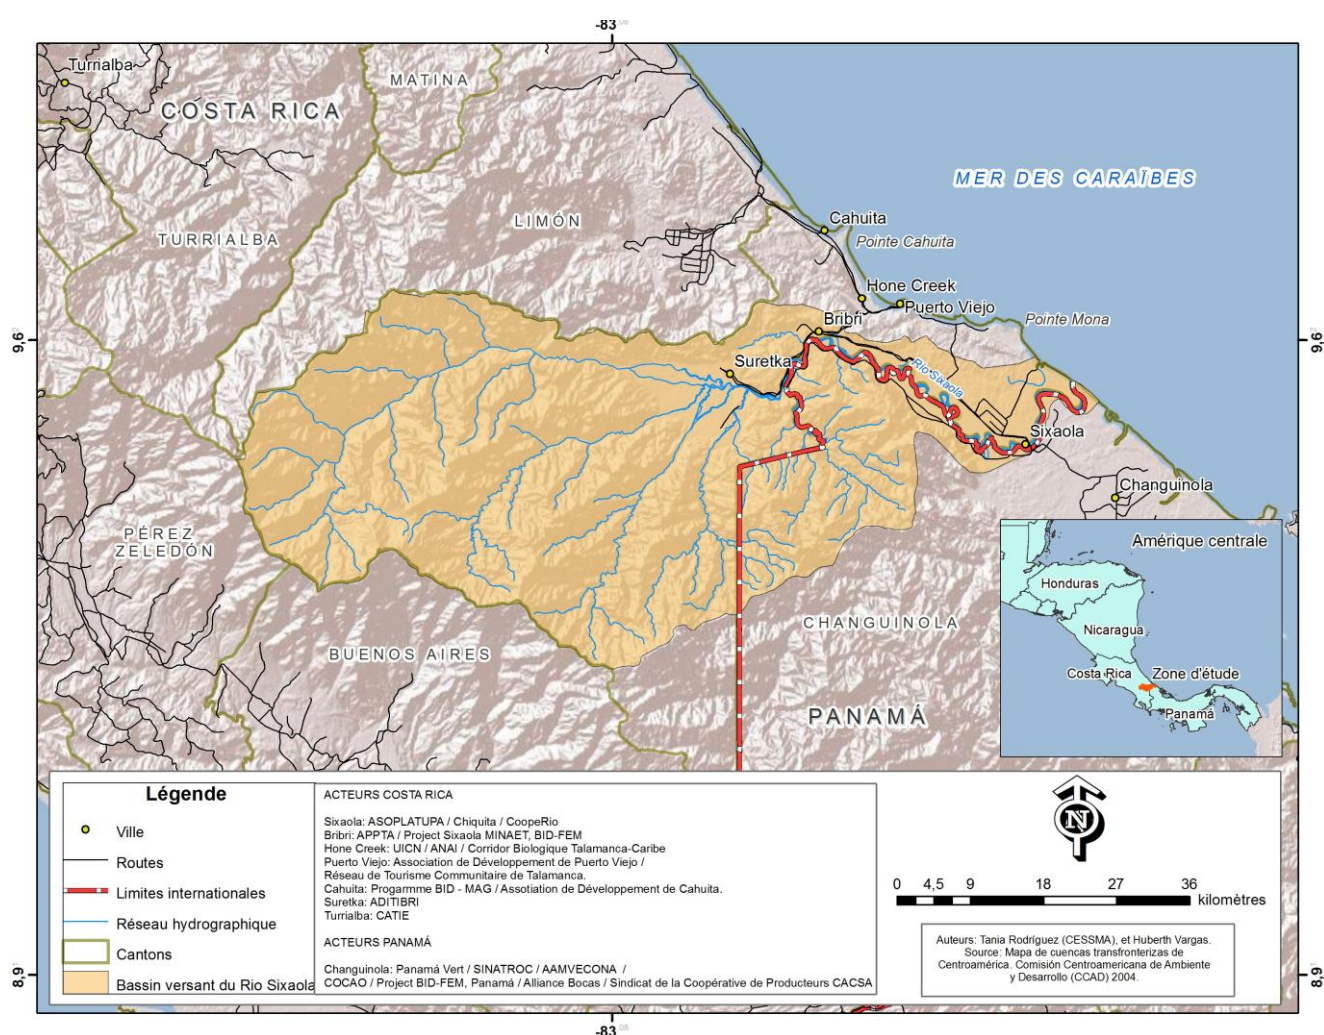 -83,08
Turrialba
MATINA
COSTA RICA
MER DES CARAÏBES
LIMÓN
Cahuita
TURRIALBA
Pointe Cahuita
Hone Creek
Puerto Viejo
Bribri
Pointe Mona
9,6²
9,6²
Suretka
Rio Sixaola
Sixaola
Changuinola
PÉREZ
ZELEDÓN
Amérique centrale
Honduras
CHANGUINOLA
Nicaragua
BUENOS AIRES
Costa Rica
Zone d'étude
PANAMÁ
Panamá
Légende
Ville
Routes
Limites internationales
Réseau hydrographique
Cantons
Bassin versant du Rio Sixaola
ACTEURS COSTA RICA
Sixaola: ASOPLATUPA / Chiquita / CoopeRio
Bribri: APPTA / Project Sixaola MINAET, BID-FEM
Hone Creek: UICN / ANAI / Corridor Biologique Talamanca-Caribe
Puerto Viejo: Association de Développement de Puerto Viejo /
Réseau de Tourisme Communitaire de Talamanca.
Cahuita: Progarmme BID - MAG / Assotiation de Développement de Cahuita.
Suretka: ADITIBRI
Turrialba: CATIE
ACTEURS PANAMÁ
Changuinola: Panamá Vert / SINATROC / AAMVECONA /
COCAO / Project BID-FEM, Panamá / Alliance Bocas / Sindicat de la Coopérative de Producteurs CACSA
N
0 4,5 9 18 27 36
kilomètres
Auteurs: Tania Rodríguez (CESSMA), et Huberth Vargas.
Source: Mapa de cuencas transfronterizas de
Centroamérica. Comisión Centroamericana de Ambiente
y Desarrollo (CCAD) 2004.
8,9¹
8,9¹
-83,08